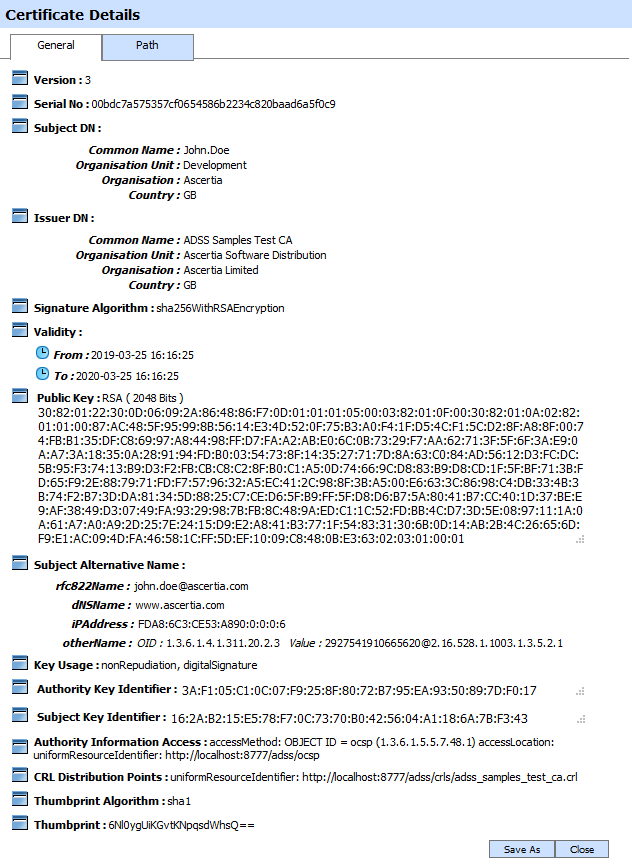 Certificate Details
General Path
Version : 3
Serial No : 00bdc7a575357cf0654586b2234c820baad6a5f0c9
Subject DN :
Common Name : John.Doe
Organisation Unit : Development
Organisation : Ascertia
Country : GB
Issuer DN :
Common Name : ADSS Samples Test CA
Organisation Unit : Ascertia Software Distribution
Organisation : Ascertia Limited
Country : GB
Signature Algorithm : sha256WithRSAEncryption
Validity :
From : 2019-03-25 16:16:25
To : 2020-03-25 16:16:25
Public Key : RSA ( 2048 Bits )
30:82:01:22:30:0D:06:09:2A:86:48:86:F7:0D:01:01:01:05:00:03:82:01:0F:00:30:82:01:0A:02:82:
01:01:00:87:AC:48:5F:95:99:8B:56:14:E3:4D:52:0F:75:B3:A0:F4:1F:D5:4C:F1:5C:D2:8F:A8:8F:00:7
4:FB:B1:35:DF:C8:69:97:A8:44:98:FF:D7:FA:A2:AB:E0:6C:0B:73:29:F7:AA:62:71:3F:5F:6F:3A:E9:0
A:A7:3A:18:35:0A:28:91:94:FD:B0:03:54:73:8F:14:35:27:71:7D:8A:63:C0:84:AD:56:12:D3:FC:DC:
5B:95:F3:74:13:B9:D3:F2:FB:CB:C8:C2:8F:B0:C1:A5:0D:74:66:9C:D8:83:B9:D8:CD:1F:5F:BF:71:3B:F
D:65:F9:2E:88:79:71:FD:F7:57:96:32:A5:EC:41:2C:98:8F:3B:A5:00:E6:63:3C:86:98:C4:DB:33:4B:3
B:74:F2:B7:3D:DA:81:34:5D:88:25:C7:CE:D6:5F:B9:FF:5F:D8:D6:B7:5A:80:41:B7:CC:40:1D:37:BE:E
9:AF:38:49:D3:07:49:FA:93:29:98:7B:FB:8C:48:9A:ED:C1:1C:52:FD:BB:4C:D7:3D:5E:08:97:11:1A:0
A:61:A7:A0:A9:2D:25:7E:24:15:D9:E2:A8:41:B3:77:1F:54:83:31:30:6B:0D:14:AB:2B:4C:26:65:6D:
F9:E1:AC:09:4D:FA:46:58:1C:FF:5D:EF:10:09:C8:48:0B:E3:63:02:03:01:00:01
Subject Alternative Name :
rfc822Name : john.doe@ascertia.com
dNSName : www.ascertia.com
iPAddress : FDA8:6C3:CE53:A890:0:0:0:6
otherName : OID : 1.3.6.1.4.1.311.20.2.3 Value : 2927541910665620@2.16.528.1.1003.1.3.5.2.1
Key Usage : nonRepudiation, digitalSignature
Authority Key Identifier : 3A:F1:05:C1:0C:07:F9:25:8F:80:72:B7:95:EA:93:50:89:7D:F0:17
Subject Key Identifier : 16:2A:B2:15:E5:78:F7:0C:73:70:B0:42:56:04:A1:18:6A:7B:F3:43
Authority Information Access : accessMethod: OBJECT ID = ocsp (1.3.6.1.5.5.7.48.1) accessLocation:
uniformResourceIdentifier: http://localhost:8777/adss/ocsp
CRL Distribution Points : uniformResourceIdentifier: http://localhost:8777/adss/crls/adss_samples_test_ca.crl
Thumbprint Algorithm : sha1
Thumbprint : 6Nl0ygUiKGvtKNpqsdWhsQ==
Save As Close